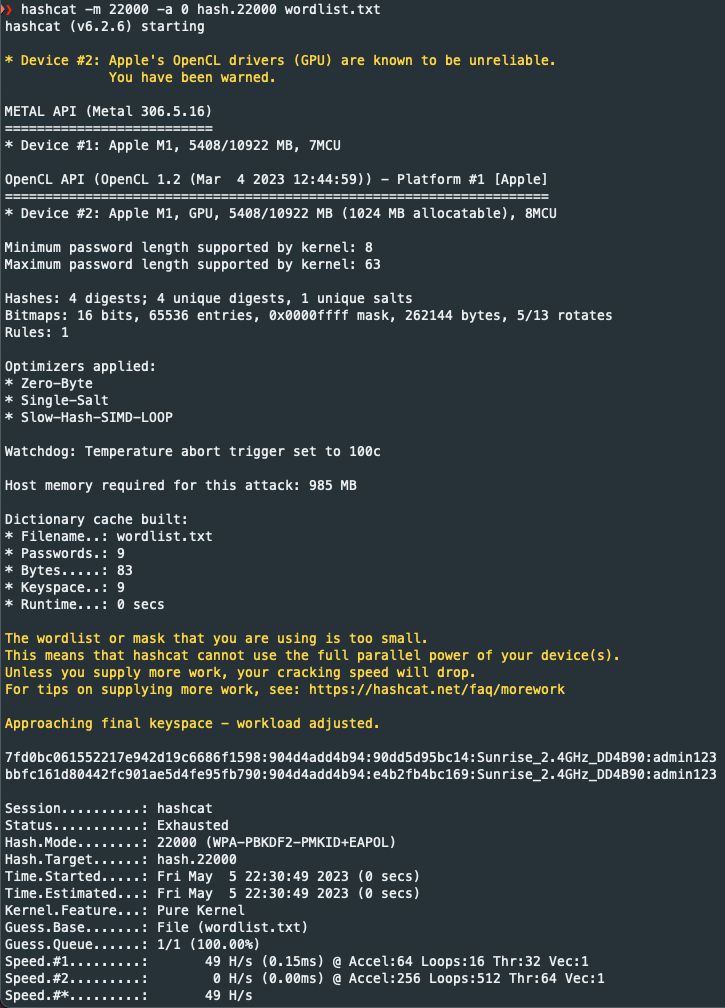 ❯ hashcat -m 22000 -a 0 hash.22000 wordlist.txt
hashcat (v6.2.6) starting

* Device #2: Apple's OpenCL drivers (GPU) are known to be unreliable.
             You have been warned.

METAL API (Metal 306.5.16)
==========================
* Device #1: Apple M1, 5408/10922 MB, 7MCU

OpenCL API (OpenCL 1.2 (Mar  4 2023 12:44:59)) - Platform #1 [Apple]
====================================================================
* Device #2: Apple M1, GPU, 5408/10922 MB (1024 MB allocatable), 8MCU

Minimum password length supported by kernel: 8
Maximum password length supported by kernel: 63

Hashes: 4 digests; 4 unique digests, 1 unique salts
Bitmaps: 16 bits, 65536 entries, 0x0000ffff mask, 262144 bytes, 5/13 rotates
Rules: 1

Optimizers applied:
* Zero-Byte
* Single-Salt
* Slow-Hash-SIMD-LOOP

Watchdog: Temperature abort trigger set to 100c

Host memory required for this attack: 985 MB

Dictionary cache built:
* Filename..: wordlist.txt
* Passwords.: 9
* Bytes.....: 83
* Keyspace..: 9
* Runtime...: 0 secs

The wordlist or mask that you are using is too small.
This means that hashcat cannot use the full parallel power of your device(s).
Unless you supply more work, your cracking speed will drop.
For tips on supplying more work, see: https://hashcat.net/faq/morework

Approaching final keyspace - workload adjusted.

7fd0bc061552217e942d19c6686f1598:904d4add4b94:90dd5d95bc14:Sunrise_2.4GHz_DD4B90:admin123
bbfc161d80442fc901ae5d4fe95fb790:904d4add4b94:e4b2fb4bc169:Sunrise_2.4GHz_DD4B90:admin123

Session..........: hashcat
Status...........: Exhausted
Hash.Mode........: 22000 (WPA-PBKDF2-PMKID+EAPOL)
Hash.Target......: hash.22000
Time.Started.....: Fri May  5 22:30:49 2023 (0 secs)
Time.Estimated...: Fri May  5 22:30:49 2023 (0 secs)
Kernel.Feature...: Pure Kernel
Guess.Base.......: File (wordlist.txt)
Guess.Queue......: 1/1 (100.00%)
Speed.#1.........:       49 H/s (0.15ms) @ Accel:64 Loops:16 Thr:32 Vec:1
Speed.#2.........:        0 H/s (0.00ms) @ Accel:256 Loops:512 Thr:64 Vec:1
Speed.#*.........:       49 H/s